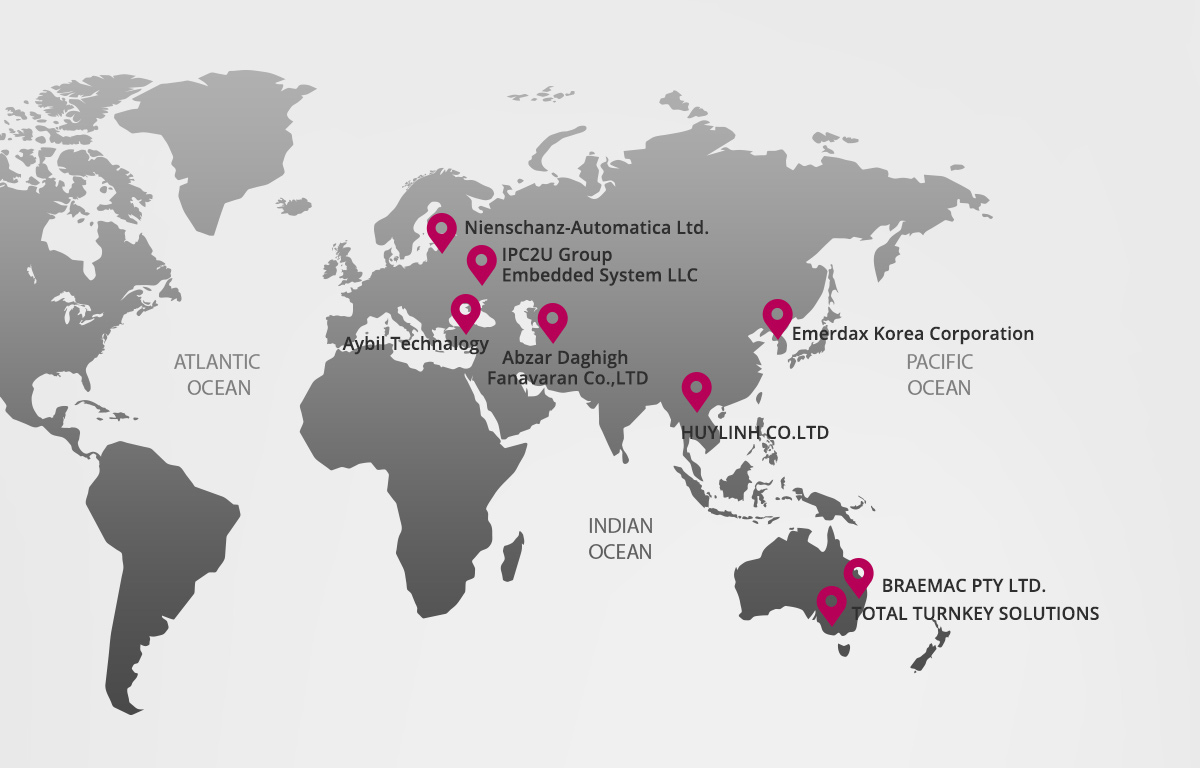 Nienschanz-Automatica Ltd.
IPC2U Group
Embedded System LLC
Aybil Technalogy
Abzar Daghigh
Fanavaran Co.,LTD
Emerdax Korea Corporation
ATLANTIC
OCEAN
PACIFIC
OCEAN
HUYLINH CO.LTD
INDIAN
OCEAN
BRAEMAC PTY LTD.
TOTAL TURNKEY SOLUTIONS